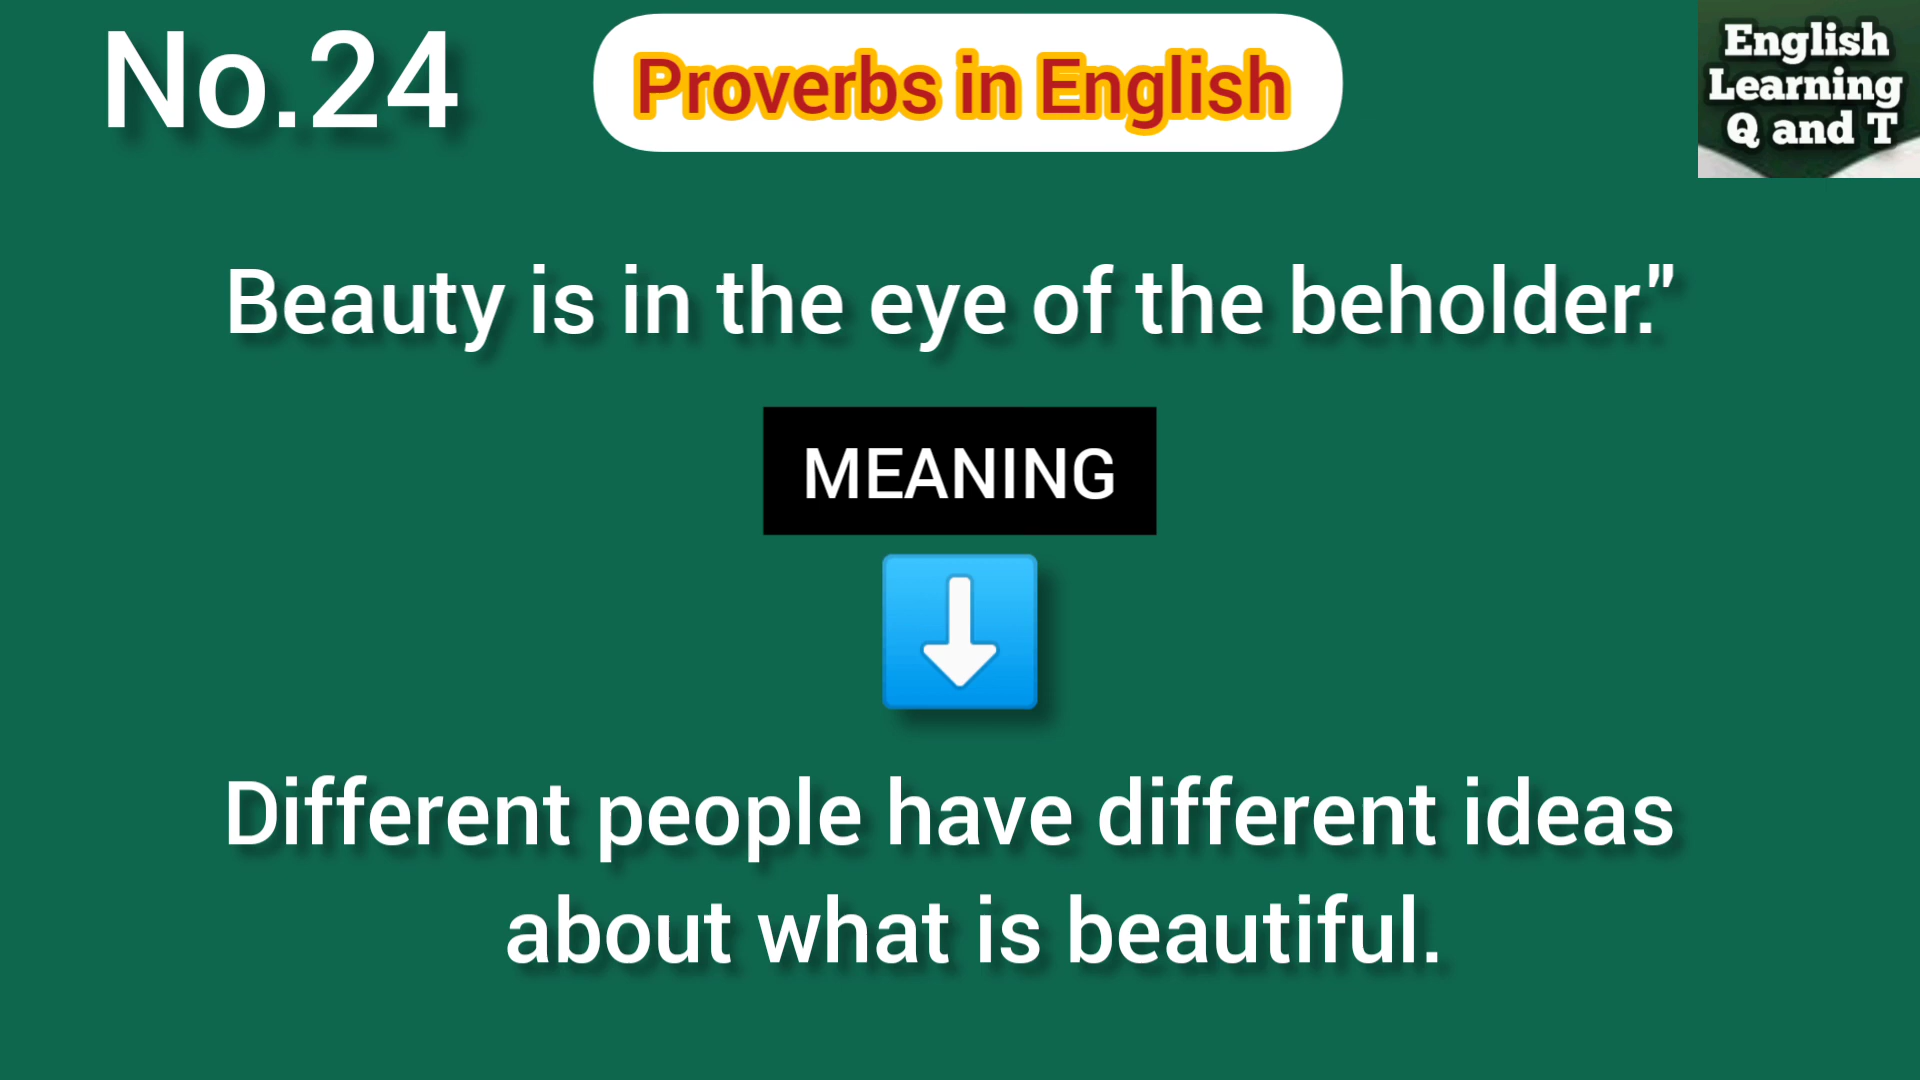 No.24
Proverbs in English
English
Learning
Q and T
Beauty is in the eye of the beholder."
MEANING
Different people have different ideas
about what is beautiful.